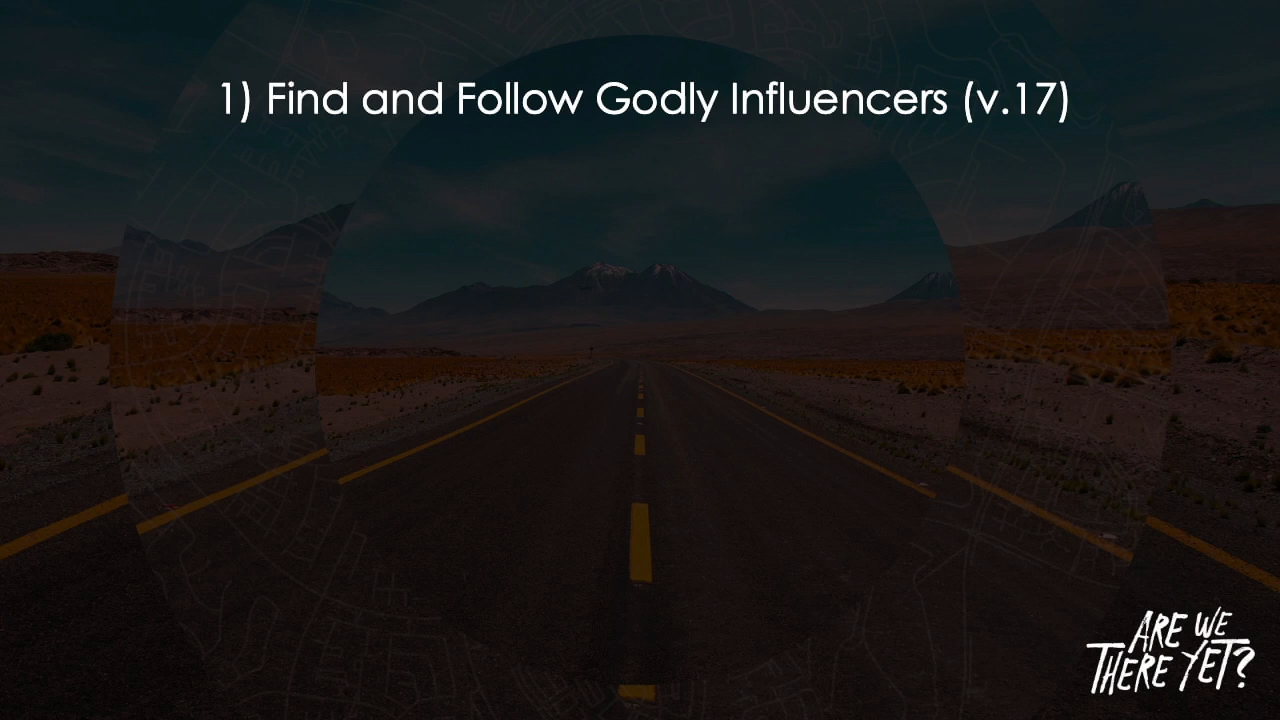 1) Find and Follow Godly Influencers (v.17)
ARE WE
THERE YET?